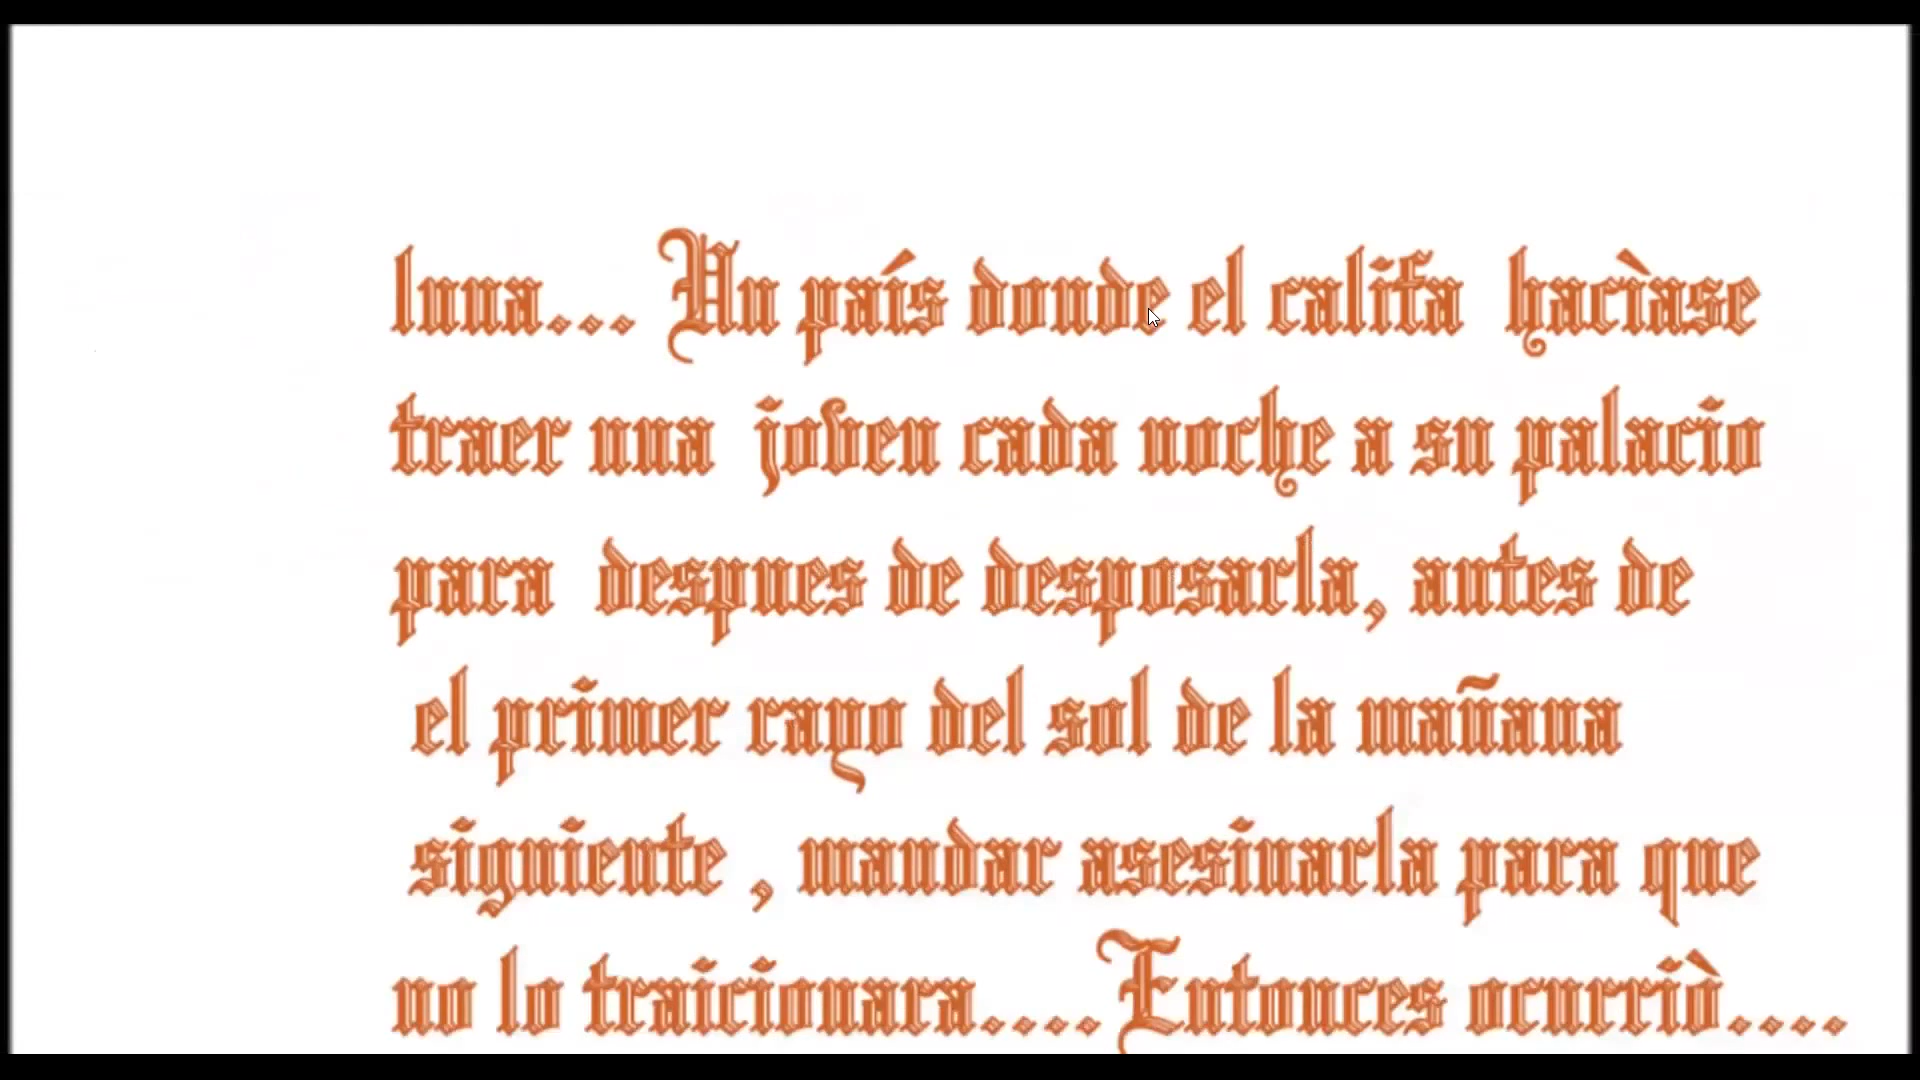 luna... Un país donde el califa hacìase
traer una joven cada noche a su palacio
para despues de desposarla, antes de
el primer rayo del sol de la mañana
siguiente , mandar asesinarla para que
no lo traicionara....Entonces ocurriò....